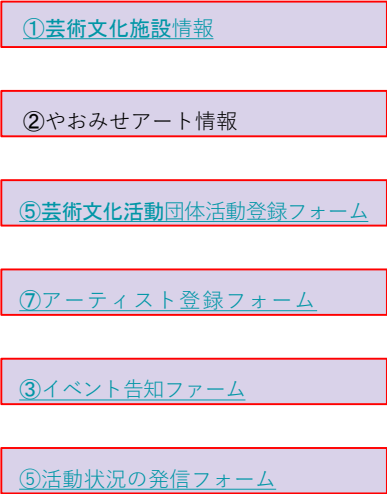 ①芸術文化施設情報
②やおみせアート情報
⑤芸術文化活動団体活動登録フォーム
⑦アーティスト登録フォーム
③イベント告知ファーム
⑤活動状況の発信フォーム